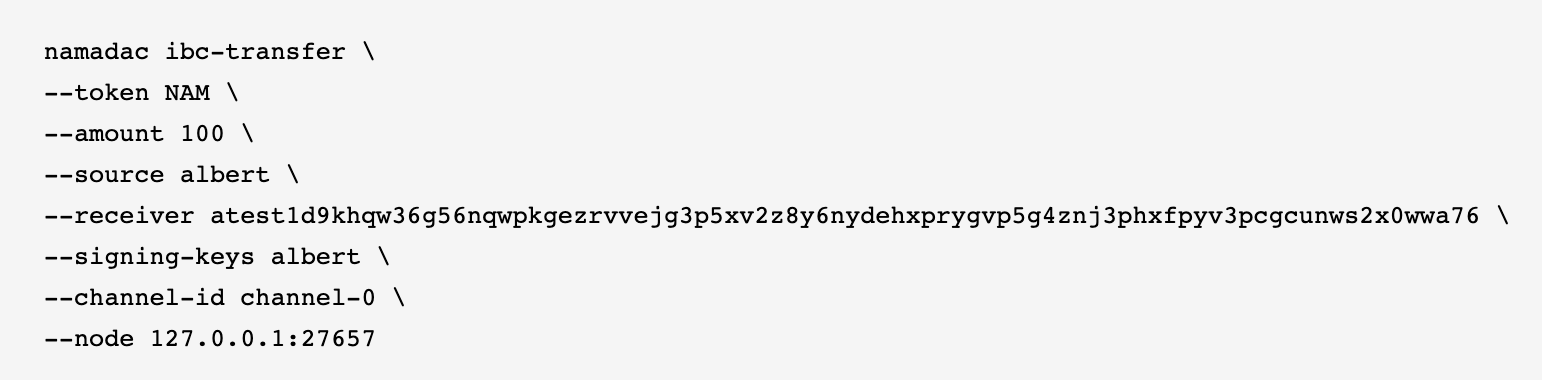 namadac ibc-transfer \
--token NAM \
--amount 100 \
--source albert \
--receiver atest1d9khqw36g56nqwpkgezrvvejg3p5xv2z8y6nydehxprygvp5g4znj3phxfpyv3pcgcunws2x0wwa76 \
--signing-keys albert \
--channel-id channel-0 \
--node 127.0.0.1:27657